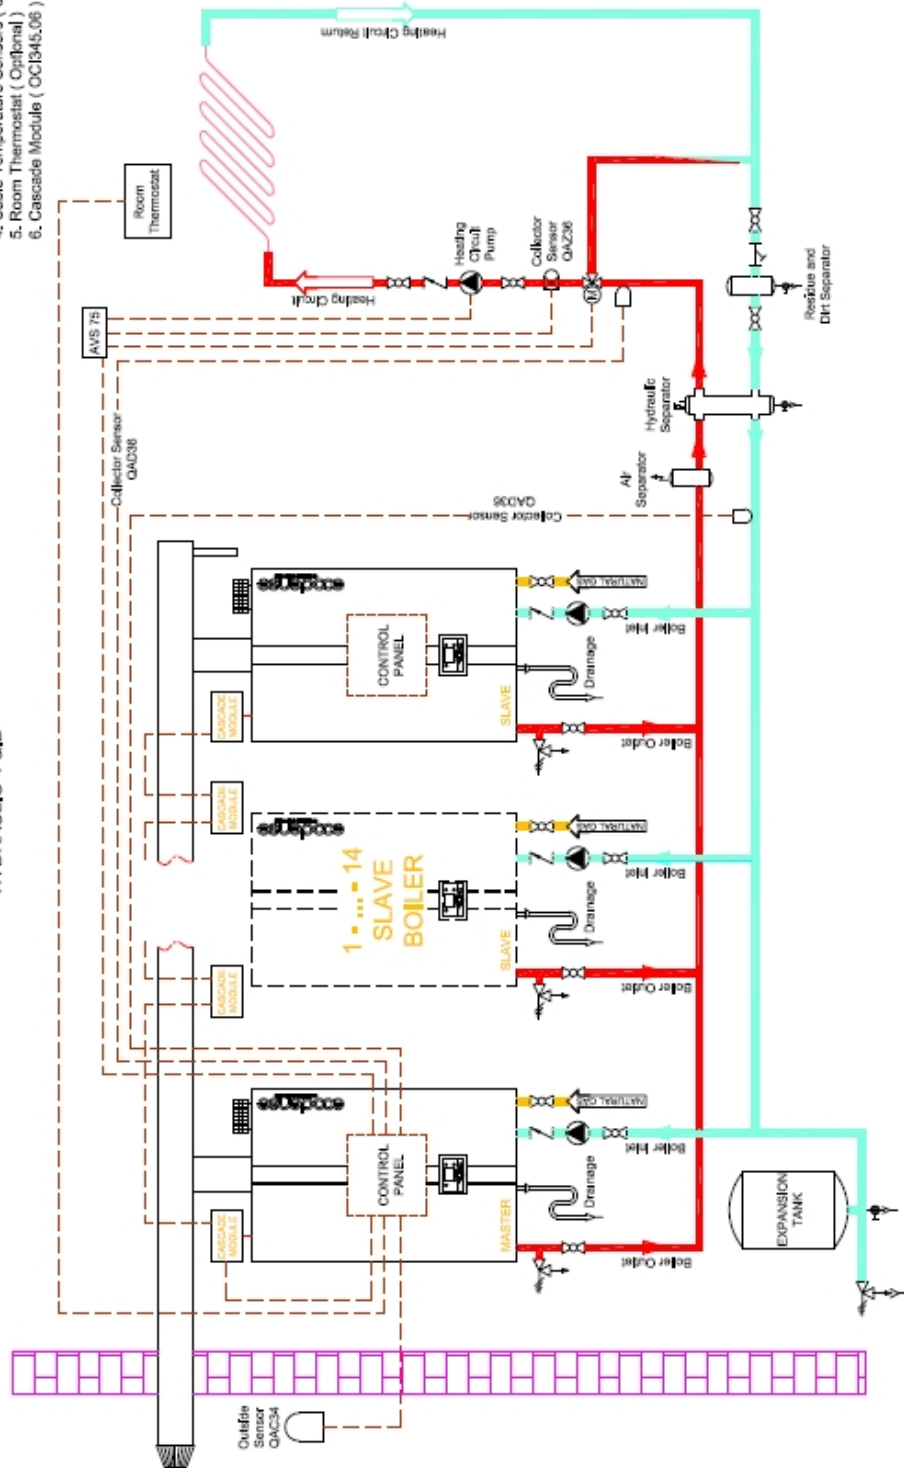 5. Room Thermostat ( Optional )
6. Cascade Module ( OCI345.06 )
Heating Circuit Return
Room
Thermostat
AVS 75
Heating Circuit
Heating
Circuit
Pump
Collector
Sensor
QAZ36
Residue and
Dirt Separator
Hydraulic
Separator
Air
Separator
Collector Sensor
QAD36
Collector Sensor
QAD36
CASCADE
MODULE
CONTROL
PANEL
SLAVE
NATURAL GAS
Boiler Inlet
Drainage
Boiler Outlet
CASCADE
MODULE
1 - ... - 14
SLAVE
BOILER
SLAVE
NATURAL GAS
Boiler Inlet
Drainage
Boiler Outlet
CASCADE
MODULE
CASCADE
MODULE
CONTROL
PANEL
MASTER
NATURAL GAS
Boiler Inlet
Drainage
Boiler Outlet
EXPANSION
TANK
Outside
Sensor
QAC34
M